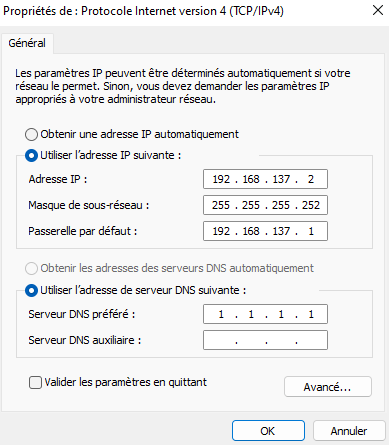 Propriétés de : Protocole Internet version 4 (TCP/IPv4)
Général
Les paramètres IP peuvent être déterminés automatiquement si votre
réseau le permet. Sinon, vous devez demander les paramètres IP
appropriés à votre administrateur réseau.
Obtenir une adresse IP automatiquement
Utiliser l'adresse IP suivante :
Adresse IP : 192 . 168 . 137 . 2
Masque de sous-réseau : 255 . 255 . 255 . 252
Passerelle par défaut : 192 . 168 . 137 . 1
Obtenir les adresses des serveurs DNS automatiquement
Utiliser l'adresse de serveur DNS suivante :
Serveur DNS préféré : 1 . 1 . 1 . 1
Serveur DNS auxiliaire : . . .
Valider les paramètres en quittant
Avancé...
OK Annuler